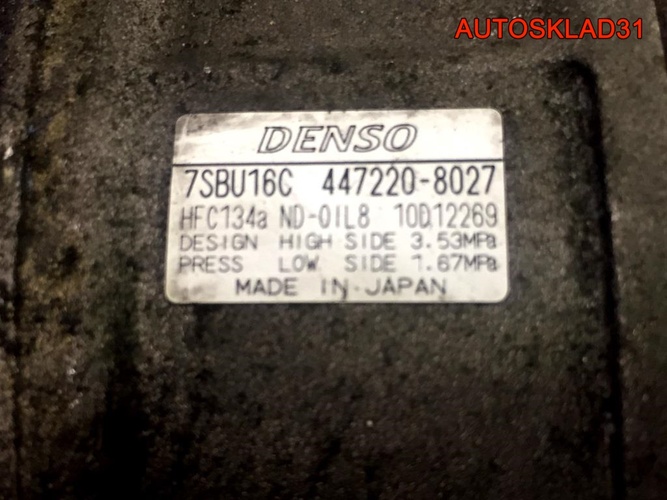 AUTOSKLAD31
DENSO
7SBU16C 447220-8027
HFC134a ND-OIL8 10D12269
DESIGN HIGH SIDE 3.53MPa
PRESS LOW SIDE 1.67MPa
MADE IN JAPAN